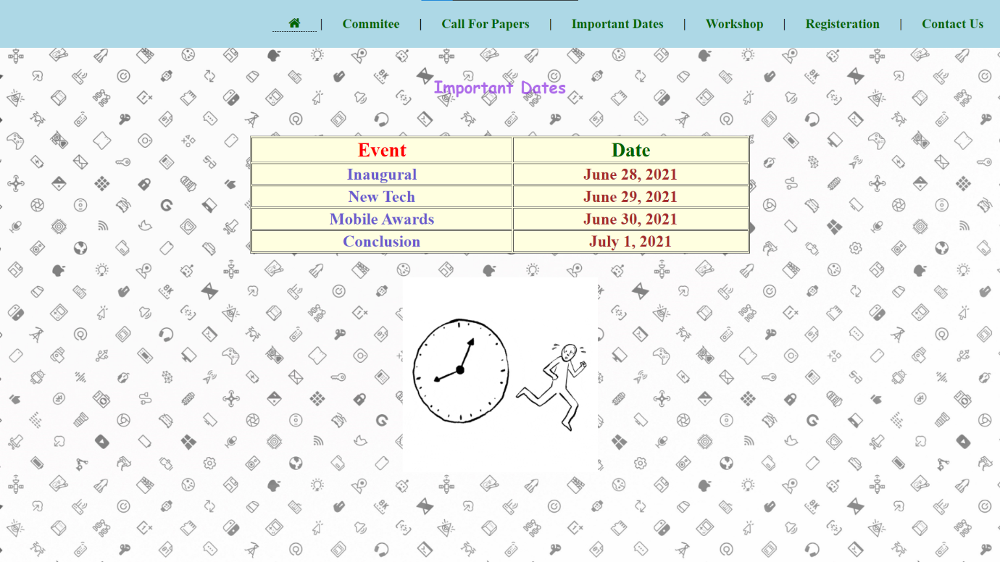 | Commitee | Call For Papers | Important Dates | Workshop | Registeration | Contact Us
Important Dates
Event Date
Inaugural June 28, 2021
New Tech June 29, 2021
Mobile Awards June 30, 2021
Conclusion July 1, 2021